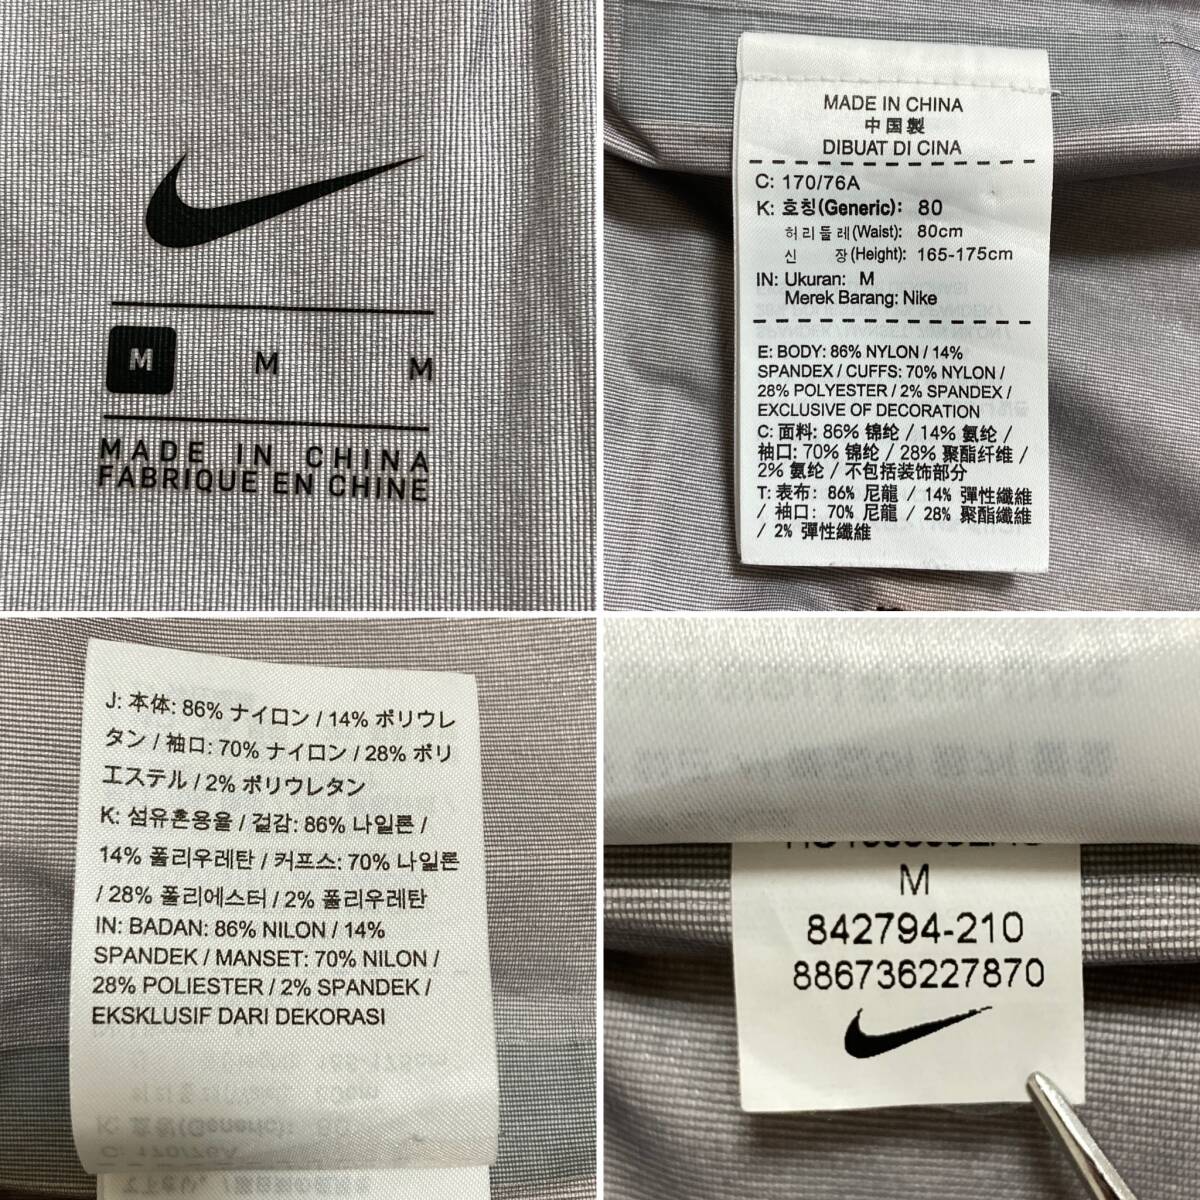 M M M
MADE IN CHINA
FABRIQUE EN CHINE
MADE IN CHINA
中国製
DIBUAT DI CINA
C: 170/76A
K: 호칭(Generic): 80
허리둘레(Waist): 80cm
신 장(Height): 165-175cm
IN: Ukuran: M
Merek Barang: Nike
E: BODY: 86% NYLON / 14%
SPANDEX / CUFFS: 70% NYLON /
28% POLYESTER / 2% SPANDEX /
EXCLUSIVE OF DECORATION
C: 面料: 86% 锦纶 / 14% 氨纶 /
袖口: 70% 锦纶 / 28% 聚酯纤维 /
2% 氨纶 / 不包括装饰部分
T: 表布: 86% 尼龍 / 14% 彈性纖維
/ 袖口: 70% 尼龍 / 28% 聚酯纖維
/ 2% 彈性纖維
J: 本体: 86% ナイロン / 14% ポリウレ
タン / 袖口: 70% ナイロン / 28% ポリ
エステル / 2% ポリウレタン
K: 섬유혼용율 / 겉감: 86% 나일론 /
14% 폴리우레탄 / 커프스: 70% 나일론
/ 28% 폴리에스터 / 2% 폴리우레탄
IN: BADAN: 86% NILON / 14%
SPANDEK / MANSET: 70% NILON /
28% POLIESTER / 2% SPANDEK /
EKSKLUSIF DARI DEKORASI
M
842794-210
886736227870